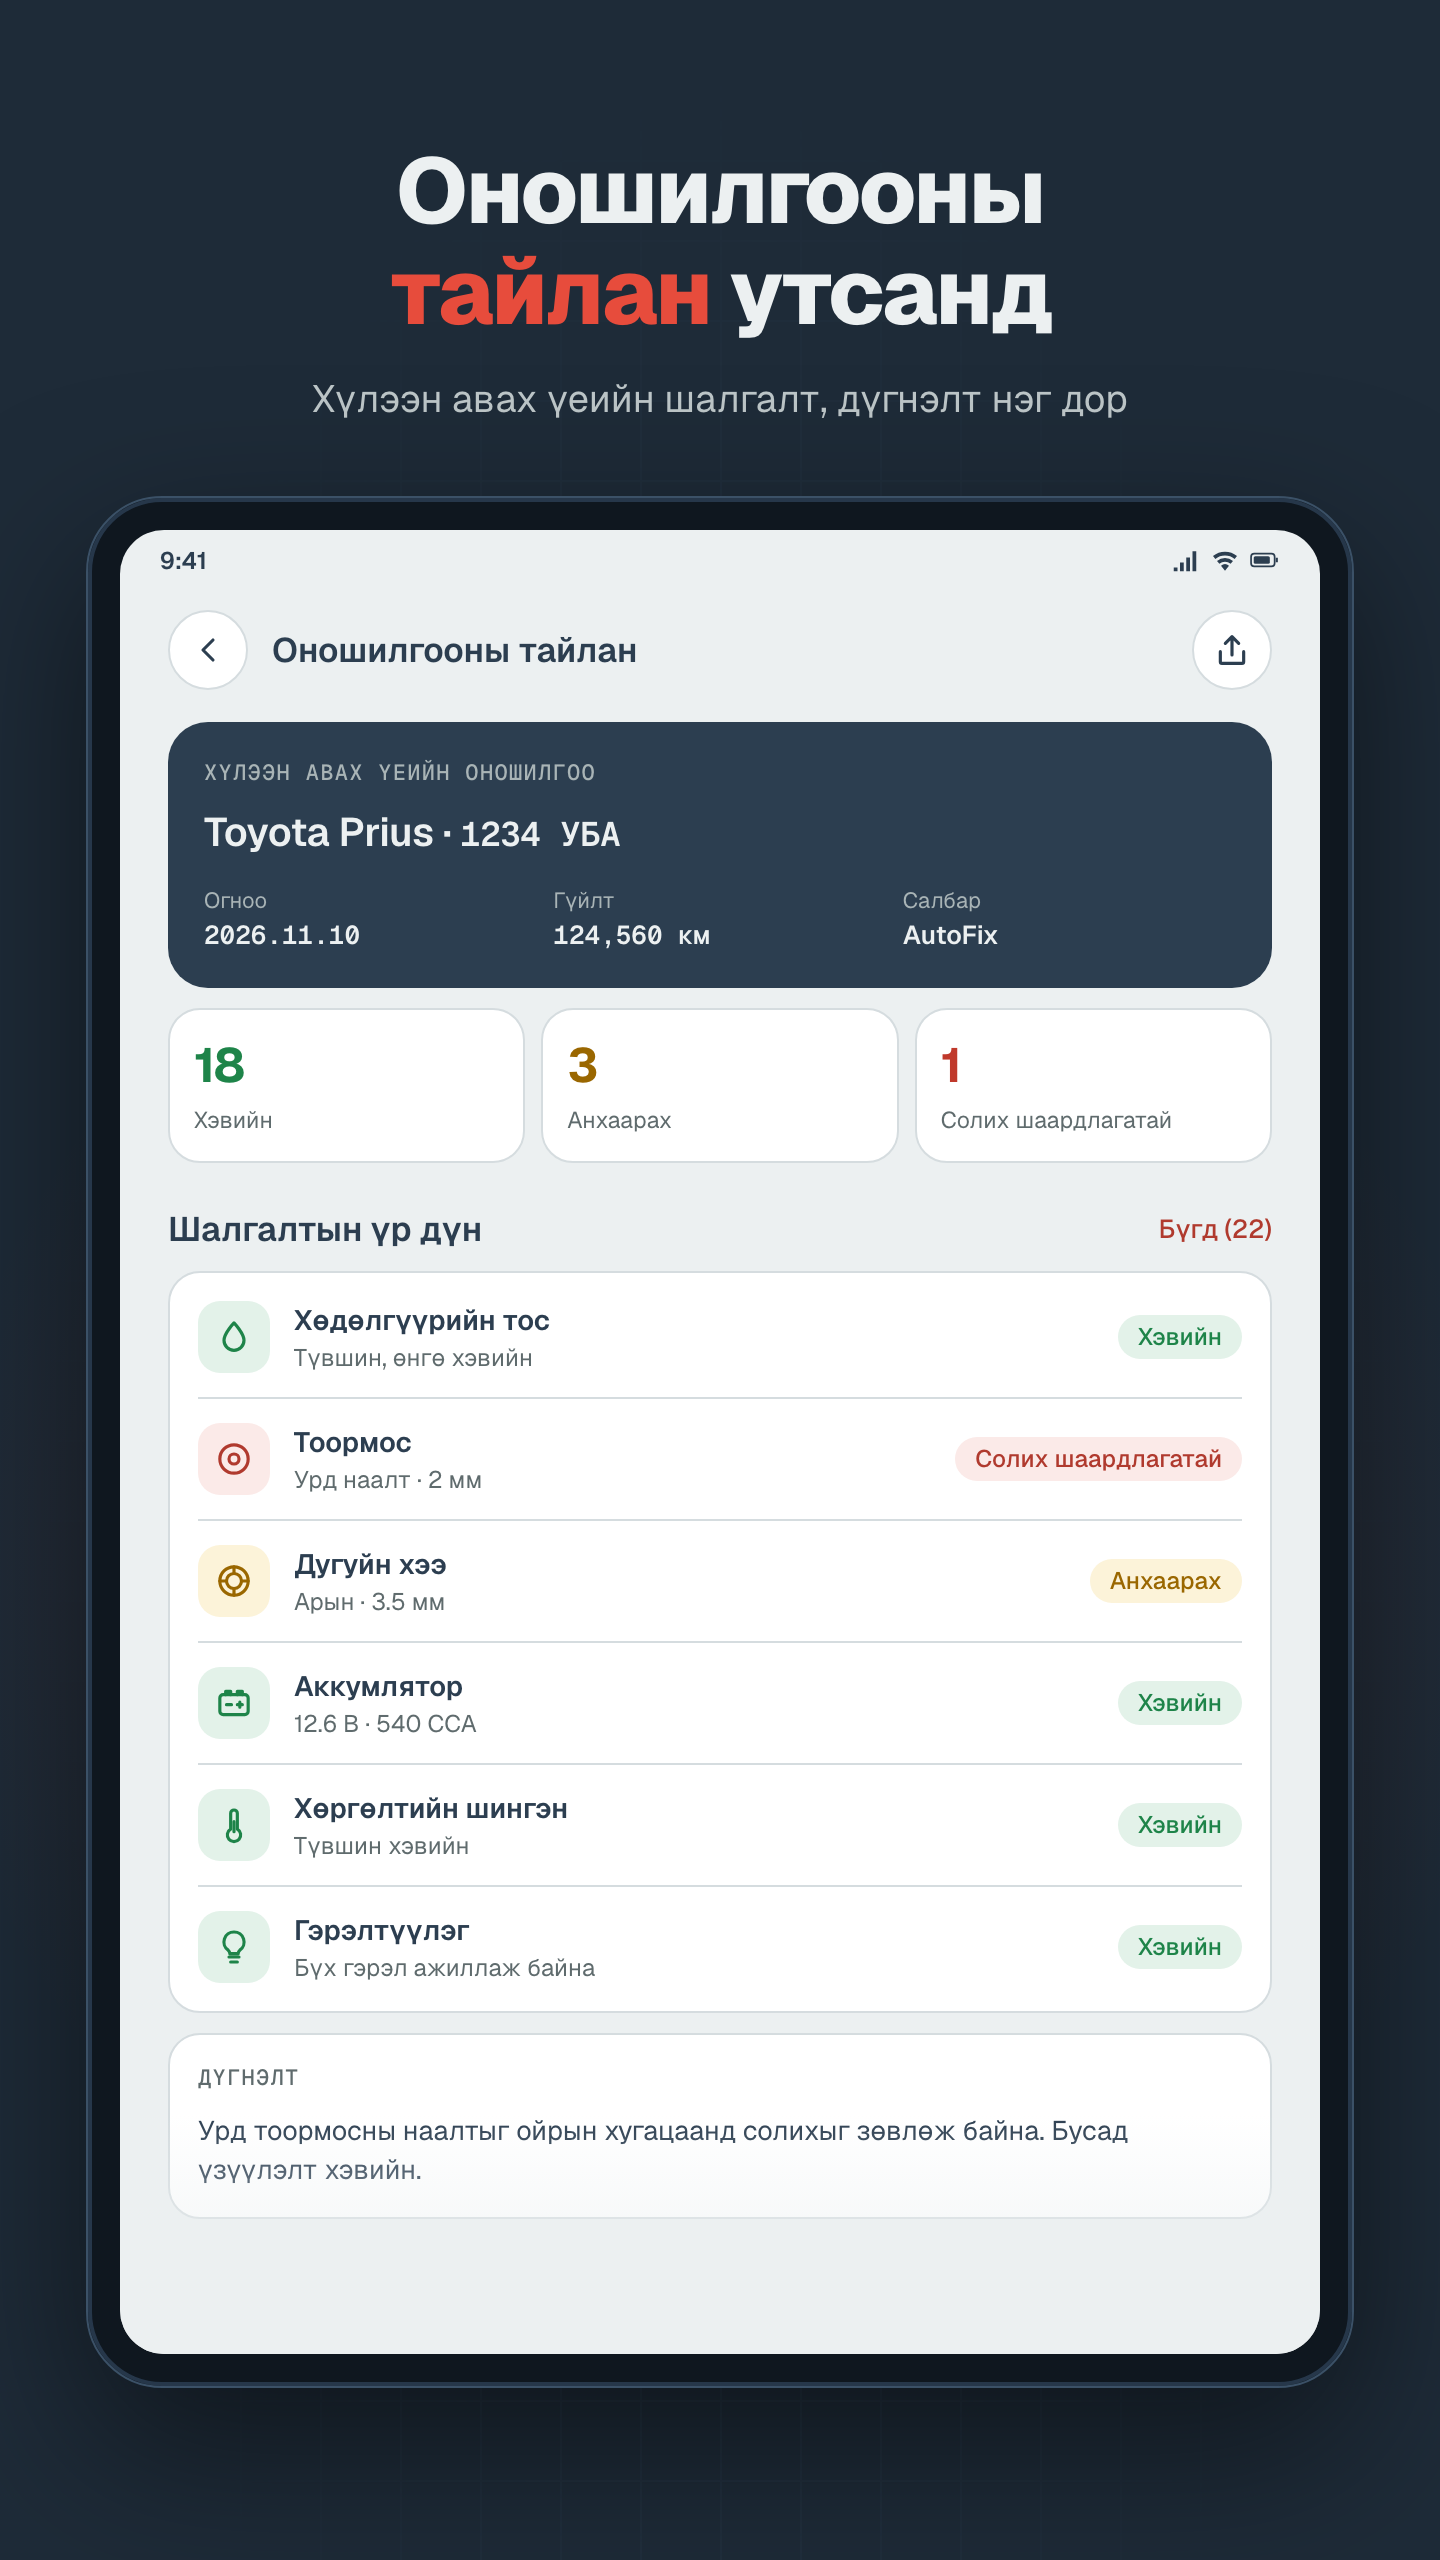 Оношилгооны
тайлан утсанд
Хүлээн авах үеийн шалгалт, дүгнэлт нэг дор
9:41
Оношилгооны тайлан
ХҮЛЭЭН АВАХ ҮЕИЙН ОНОШИЛГОО
Toyota Prius · 1234 УБА
Огноо
2026.11.10
Гүйлт
124,560 км
Салбар
AutoFix
18
Хэвийн
3
Анхаарах
1
Солих шаардлагатай
Шалгалтын үр дүн
Бүгд (22)
Хөдөлгүүрийн тос
Түвшин, өнгө хэвийн
Хэвийн
Тоормос
Урд наалт · 2 мм
Солих шаардлагатай
Дугуйн хээ
Арын · 3.5 мм
Анхаарах
Аккумлятор
12.6 В · 540 CCA
Хэвийн
Хөргөлтийн шингэн
Түвшин хэвийн
Хэвийн
Гэрэлтүүлэг
Бүх гэрэл ажиллаж байна
Хэвийн
ДҮГНЭЛТ
Урд тоормосны наалтыг ойрын хугацаанд солихыг зөвлөж байна. Бусад
үзүүлэлт хэвийн.